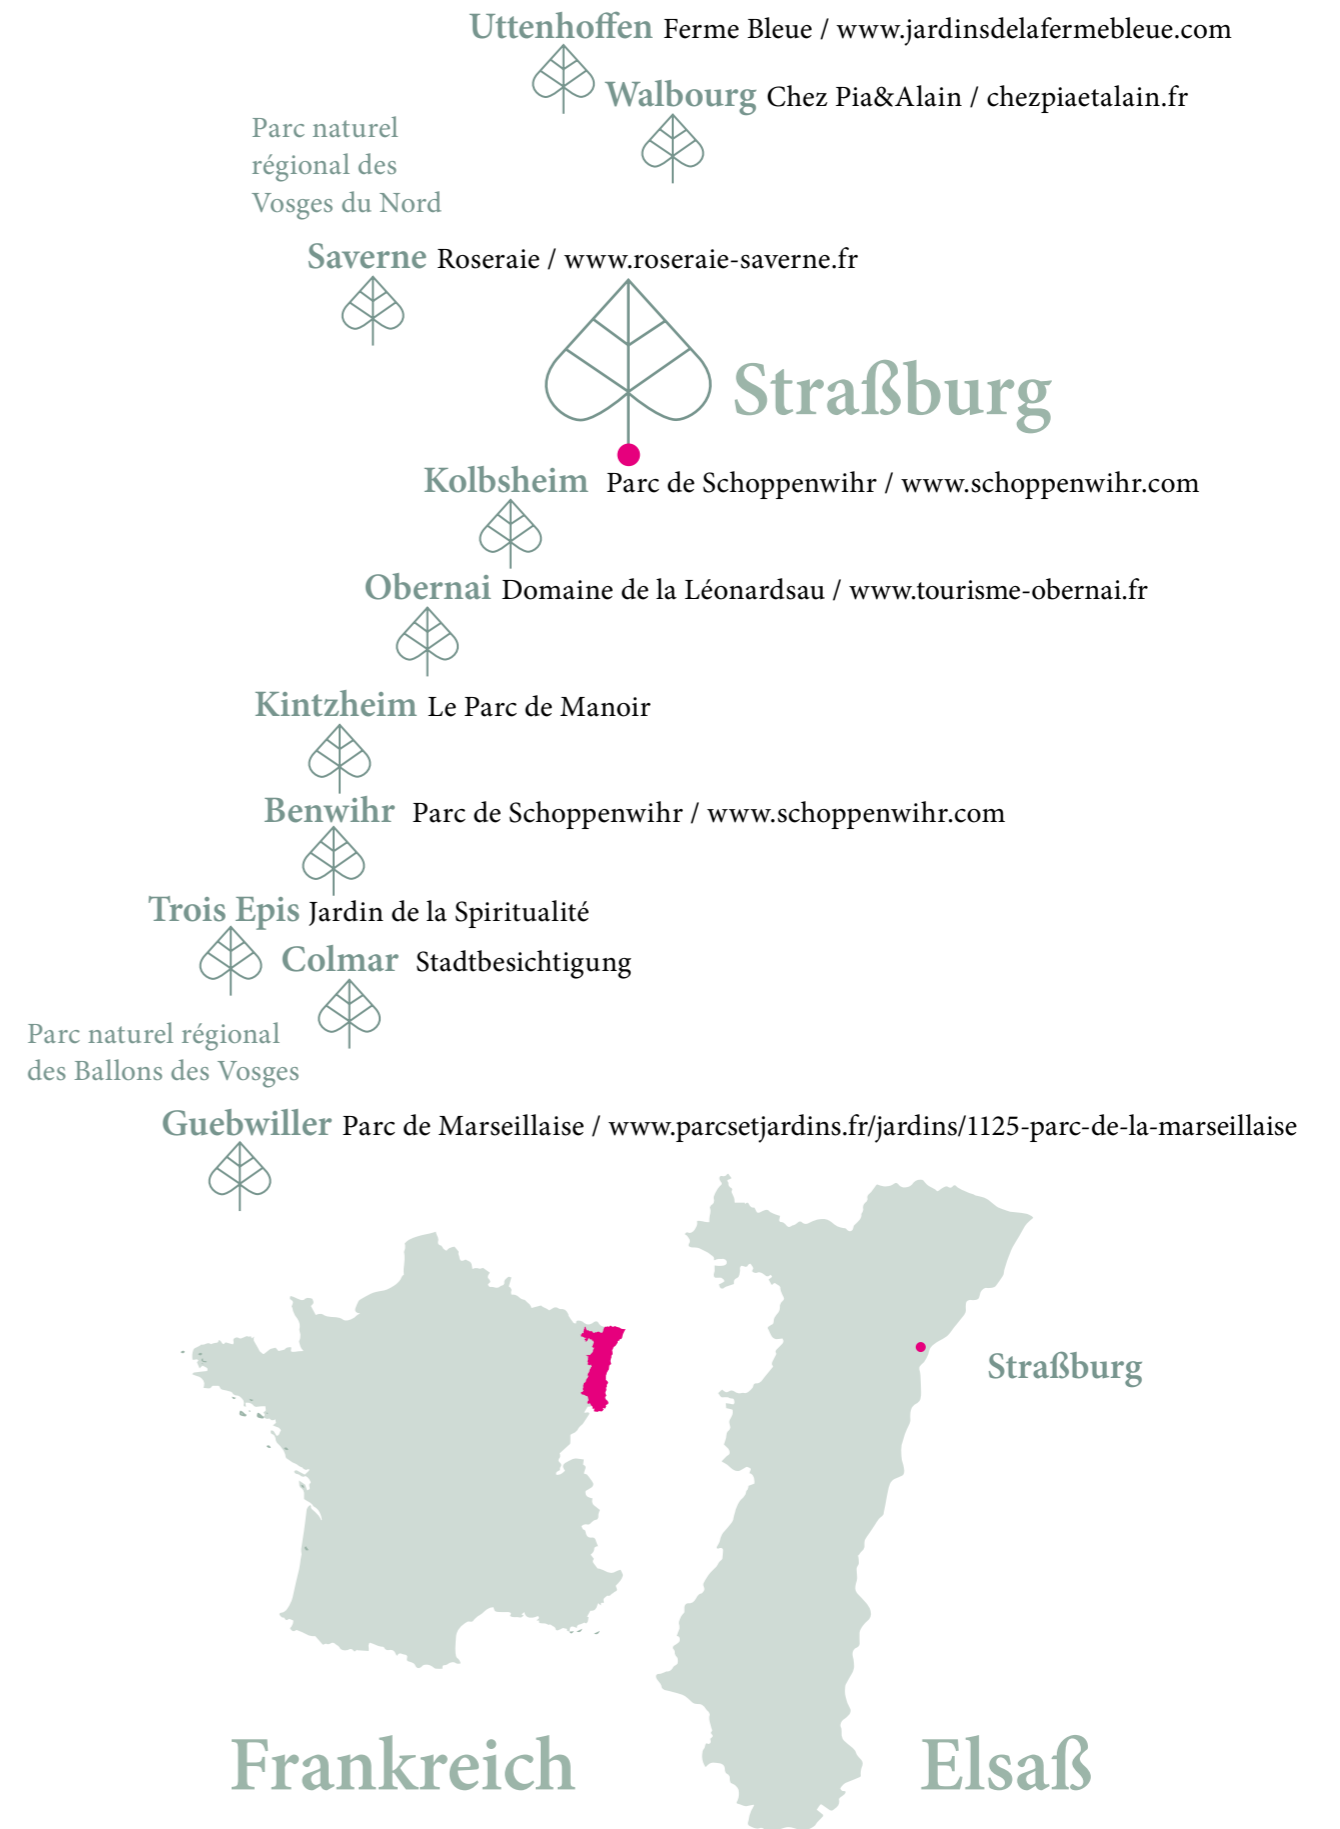 Uttenhoffen Ferme Bleue / www.jardinsdelafermebleue.com
Walbourg Chez Pia&Alain / chezpiaetalain.fr
Parc naturel
régional des
Vosges du Nord
Saverne Roseraie / www.roseraie-saverne.fr
Straßburg
Kolbsheim Parc de Schoppenwihr / www.schoppenwihr.com
Obernai Domaine de la Léonardsau / www.tourisme-obernai.fr
Kintzheim Le Parc de Manoir
Benwihr Parc de Schoppenwihr / www.schoppenwihr.com
Trois Epis Jardin de la Spiritualité
Colmar Stadtbesichtigung
Parc naturel régional
des Ballons des Vosges
Guebwiller Parc de Marseillaise / www.parcsetjardins.fr/jardins/1125-parc-de-la-marseillaise
Straßburg
Frankreich
Elsaß